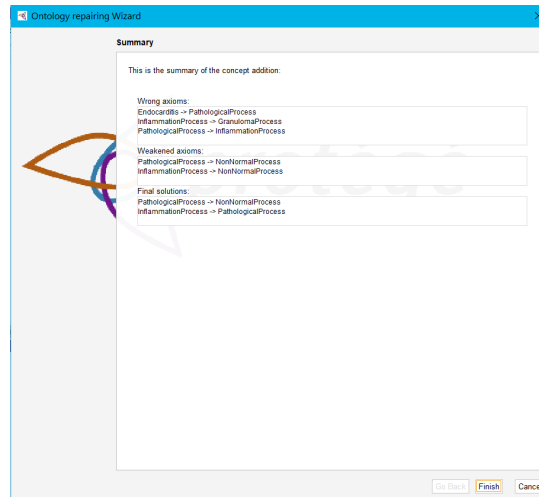 Ontology repairing Wizard
Summary
This is the summary of the concept addition:
Wrong axioms:
Endocarditis -> PathologicalProcess
InflammationProcess -> GranulomaProcess
PathologicalProcess -> InflammationProcess
Weakened axioms:
PathologicalProcess -> NonNormalProcess
InflammationProcess -> NonNormalProcess
Final solutions:
PathologicalProcess -> NonNormalProcess
InflammationProcess -> PathologicalProcess
Go Back Finish Cance